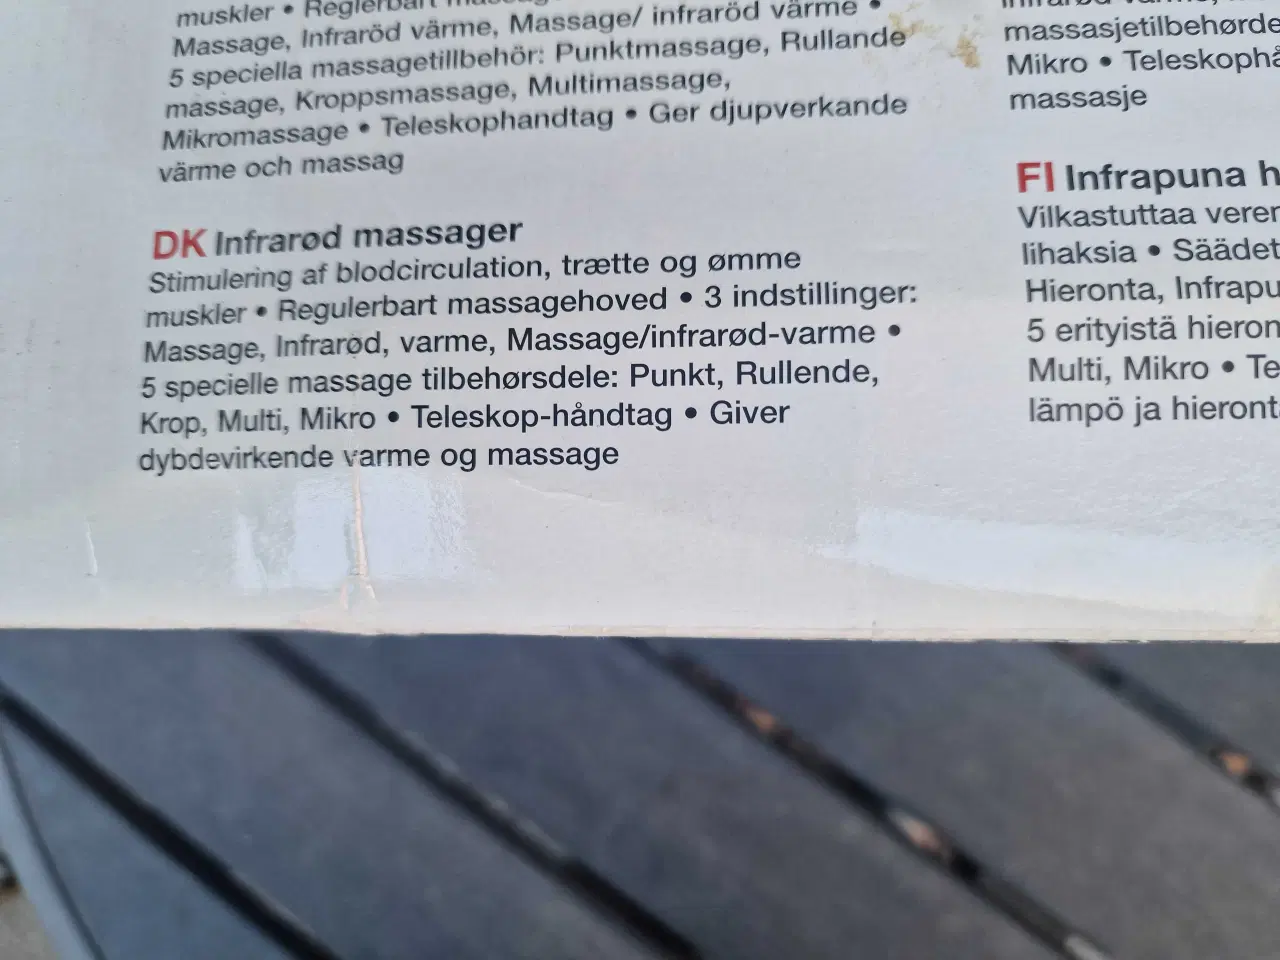 muskler • Reglerbart
Massage, Infraröd värme, Massage/ infraröd värme •
5 speciella massagetillbehör: Punktmassage, Rullande
massage, Kroppsmassage, Multimassage,
Mikromassage • Teleskophandtag • Ger djupverkande
värme och massag
DK Infrarød massager
Stimulering af blodcirculation, trætte og ømme
muskler • Regulerbart massagehoved • 3 indstillinger:
Massage, Infrarød, varme, Massage/infrarød-varme •
5 specielle massage tilbehørsdele: Punkt, Rullende,
Krop, Multi, Mikro • Teleskop-håndtag • Giver
dybdevirkende varme og massage
massasjetilbehørde
Mikro • Teleskophå
massasje
FI Infrapuna h
Vilkastuttaa veren
lihaksia • Säädet
Hieronta, Infrapu
5 erityistä hieron
Multi, Mikro • Te
lämpö ja hieront